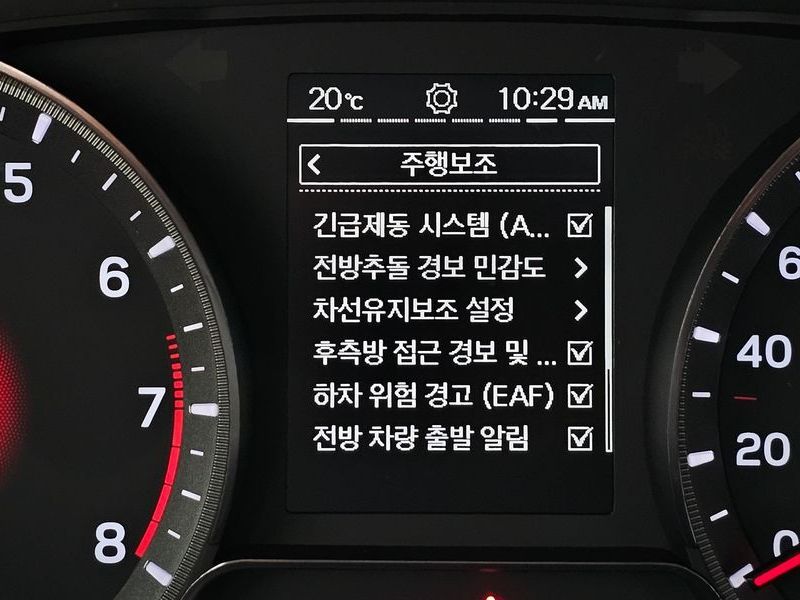 20℃ 10:29 AM
주행보조
긴급제동 시스템 (A...
전방추돌 경보 민감도
차선유지보조 설정
후측방 접근 경보 및 ...
하차 위험 경고 (EAF)
전방 차량 출발 알림
5
6
7
8
6
40
20
0